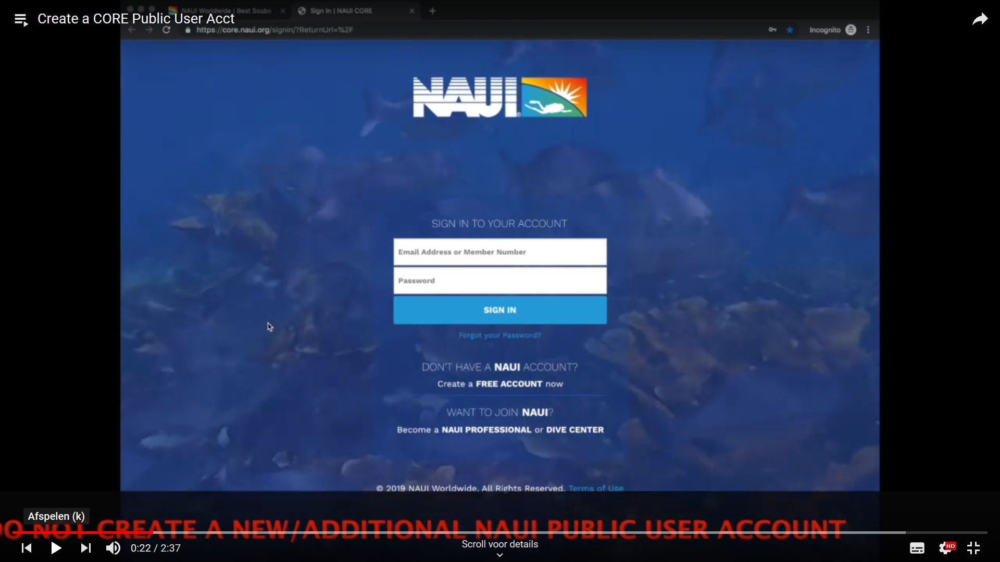 NAUI Worldwide | Best Scuba
Sign In | NAUI CORE
Create a CORE Public User Acct
https://core.naui.org/signin/?ReturnUrl=%2F
Incognito
NAUI
SIGN IN TO YOUR ACCOUNT
Email Address or Member Number
Password
SIGN IN
Forgot your Password?
DON'T HAVE A NAUI ACCOUNT?
Create a FREE ACCOUNT now
WANT TO JOIN NAUI?
Become a NAUI PROFESSIONAL or DIVE CENTER
© 2019 NAUI Worldwide. All Rights Reserved. Terms of Use
Afspelen (k)
DO NOT CREATE A NEW/ADDITIONAL NAUI PUBLIC USER ACCOUNT
Scroll voor details
0:22 / 2:37
HD